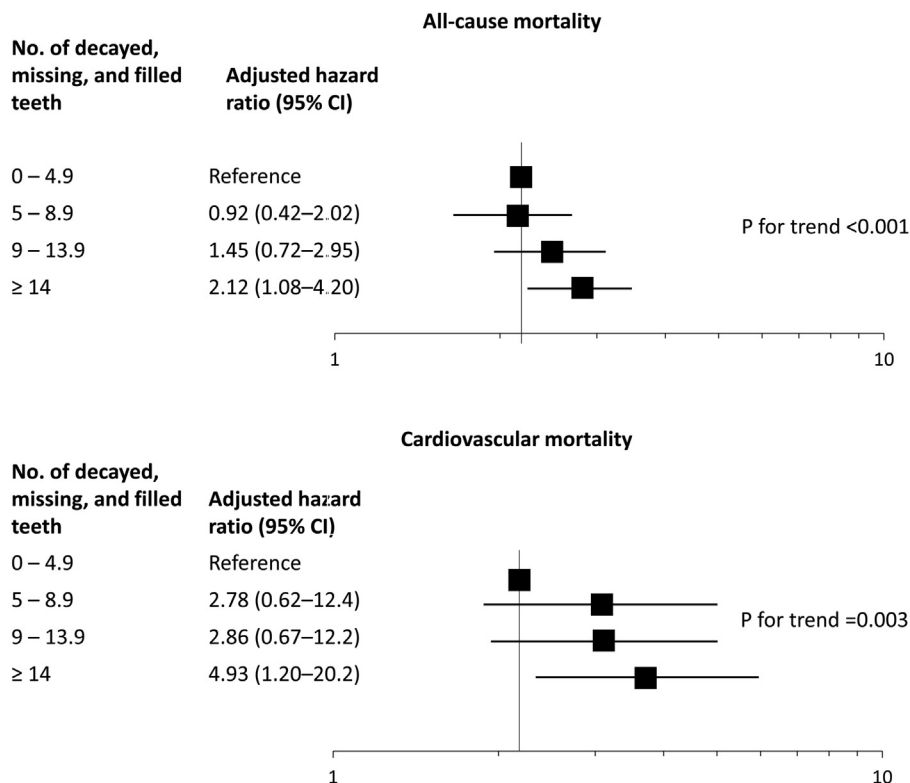 All-cause mortality
No. of decayed,
missing, and filled
teeth
Adjusted hazard
ratio (95% CI)
0 – 4.9 Reference
5 – 8.9 0.92 (0.42–2.02)
9 – 13.9 1.45 (0.72–2.95)
≥ 14 2.12 (1.08–4.20)
P for trend <0.001
1 10
Cardiovascular mortality
No. of decayed,
missing, and filled
teeth
Adjusted hazard
ratio (95% CI)
0 – 4.9 Reference
5 – 8.9 2.78 (0.62–12.4)
9 – 13.9 2.86 (0.67–12.2)
≥ 14 4.93 (1.20–20.2)
P for trend =0.003
1 10